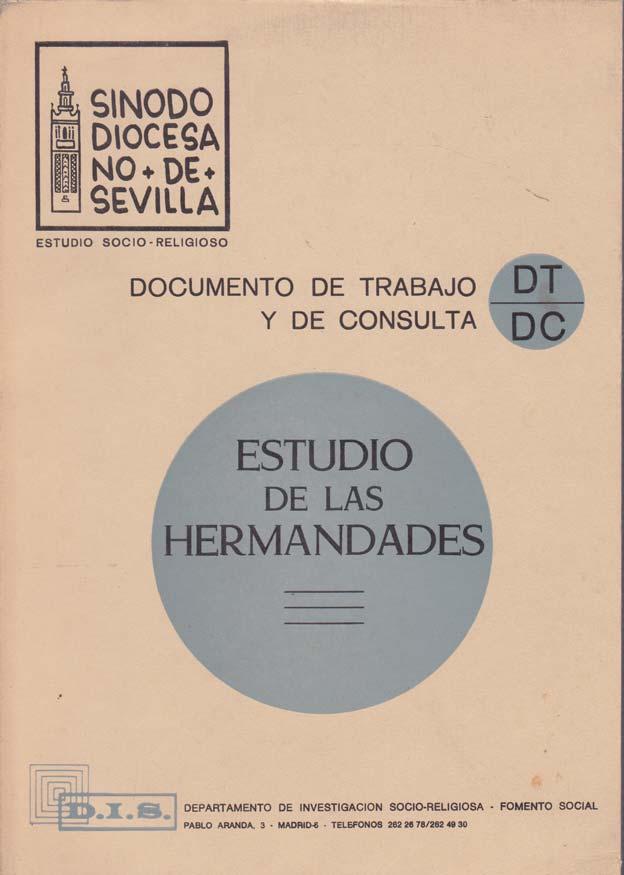 SINODO
DIOCESA
NO + DE +
SEVILLA
ESTUDIO SOCIO-RELIGIOSO
DOCUMENTO DE TRABAJO
Y DE CONSULTA
DT
DC
ESTUDIO
DE LAS
HERMANDADES
D.I.S.
DEPARTAMENTO DE INVESTIGACION SOCIO-RELIGIOSA - FOMENTO SOCIAL
PABLO ARANDA, 3 - MADRID-6 - TELEFONOS 262 26 78/262 49 30